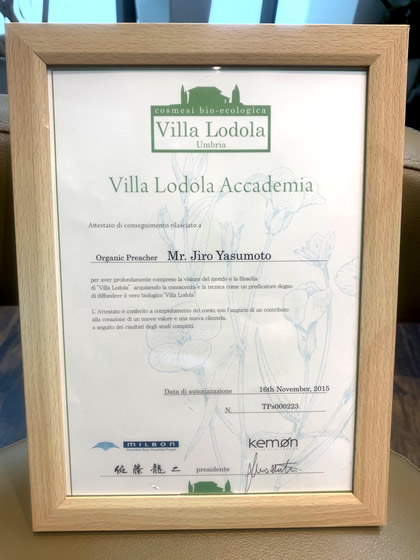 cosmesi bio-ecologica
Villa Lodola
Umbria
Villa Lodola Accademia
Attestato di conseguimento rilasciato a
Organic Preacher Mr. Jiro Yasumoto
per aver profondamente compreso la visione del mondo e la filosofia
di "Villa Lodola" acquisendo la conoscenza e la tecnica come un predicatore degno
di diffondere il vero biologico "Villa Lodola"
L'Attestato è conferito a completamento del corso, con l'augurio di un contributo
alla creazione di un nuovo valore e una nuova clientela,
a seguito dei risultati degli studi compiuti.
Data di autorizzazione 16th November, 2015
N. TPs000223
MILBON
kemøn
佐藤龍二 presidente